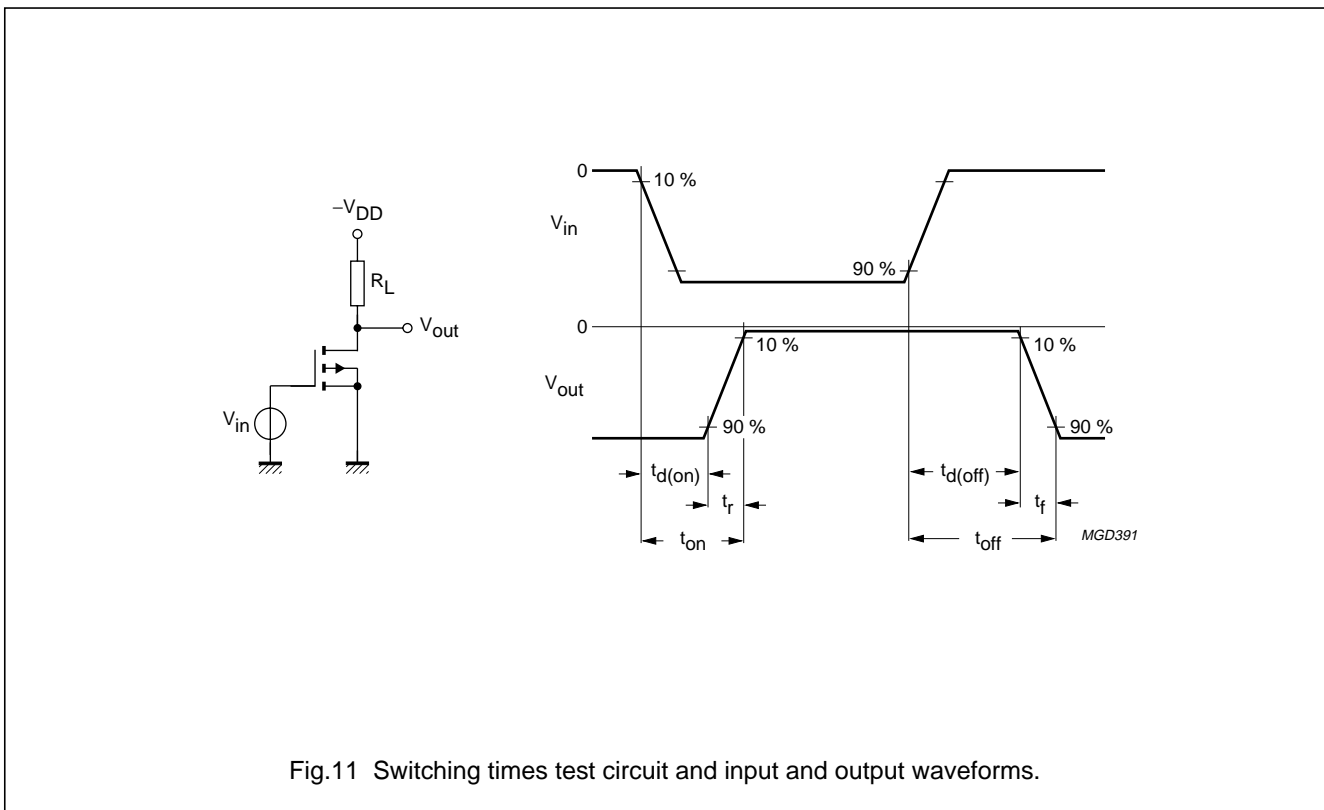 −VDD
RL
Vout
Vin
0
10 %
Vin
90 %
0
10 %
10 %
Vout
90 %
90 %
td(on)
td(off)
tr
tf
ton
toff
MGD391
Fig.11 Switching times test circuit and input and output waveforms.